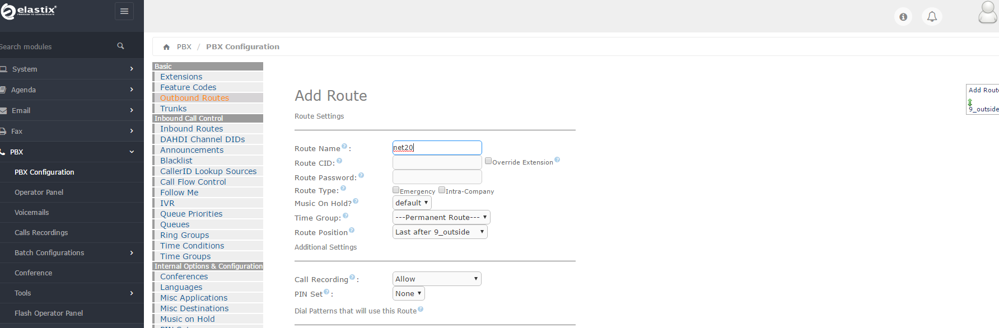 elastix®
FREEDOM TO COMMUNICATE
Search modules
System
Agenda
Email
Fax
PBX
PBX Configuration
Operator Panel
Voicemails
Calls Recordings
Batch Configurations
Conference
Tools
Flash Operator Panel
PBX / PBX Configuration
Basic
Extensions
Feature Codes
Outbound Routes
Trunks
Inbound Call Control
Inbound Routes
DAHDI Channel DIDs
Announcements
Blacklist
CallerID Lookup Sources
Call Flow Control
Follow Me
IVR
Queue Priorities
Queues
Ring Groups
Time Conditions
Time Groups
Internal Options & Configuration
Conferences
Languages
Misc Applications
Misc Destinations
Music on Hold
Add Route
Route Settings
Route Name? : net20
Route CID:? Override Extension?
Route Password:?
Route Type:? Emergency Intra-Company
Music On Hold?? default
Time Group:? ---Permanent Route---
Route Position? Last after 9_outside
Additional Settings
Call Recording? : Allow
PIN Set? : None
Dial Patterns that will use this Route?
Add Route
9_outside